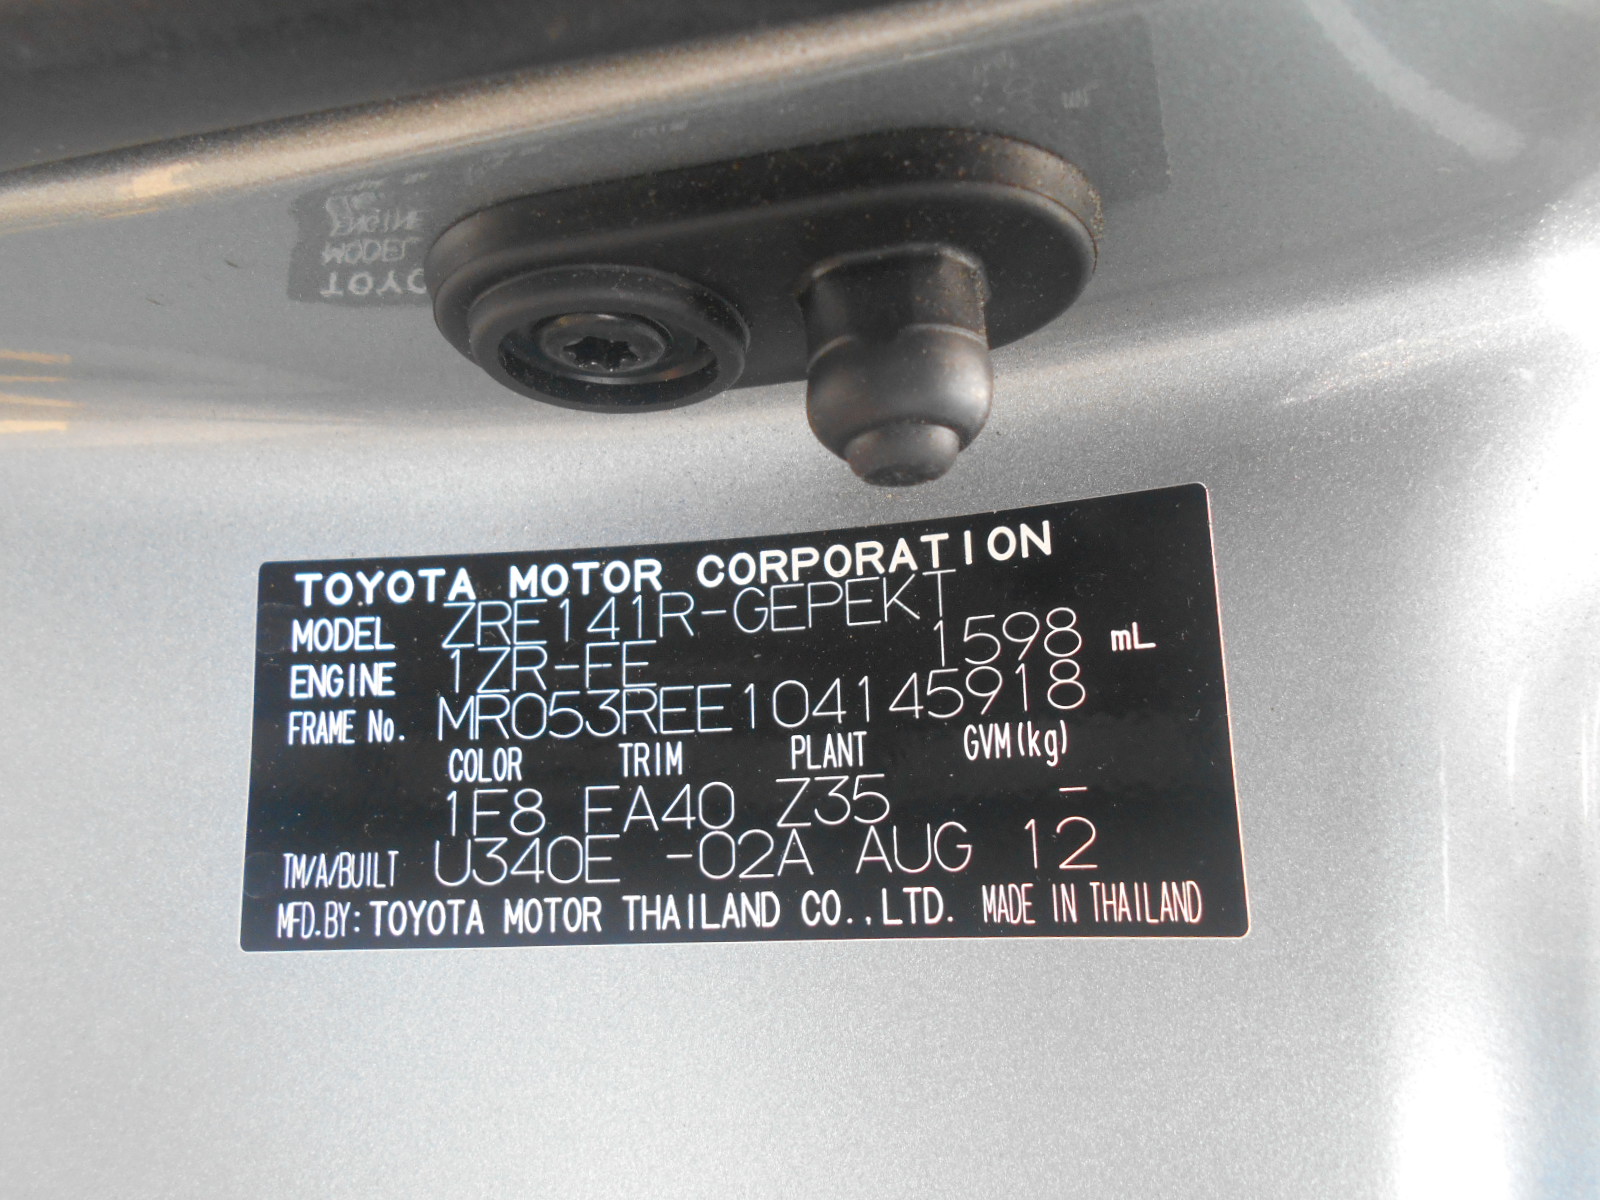 TOYOTA MOTOR CORPORATION
MODEL ZRE141R-GEPEKT
ENGINE 1ZR-FE 1598 mL
FRAME No. MR053REE104145918
COLOR TRIM PLANT GVM(kg)
1F8 FA40 Z35 -
TM/A/BUILT U340E -02A AUG 12
MFD.BY: TOYOTA MOTOR THAILAND CO.,LTD. MADE IN THAILAND